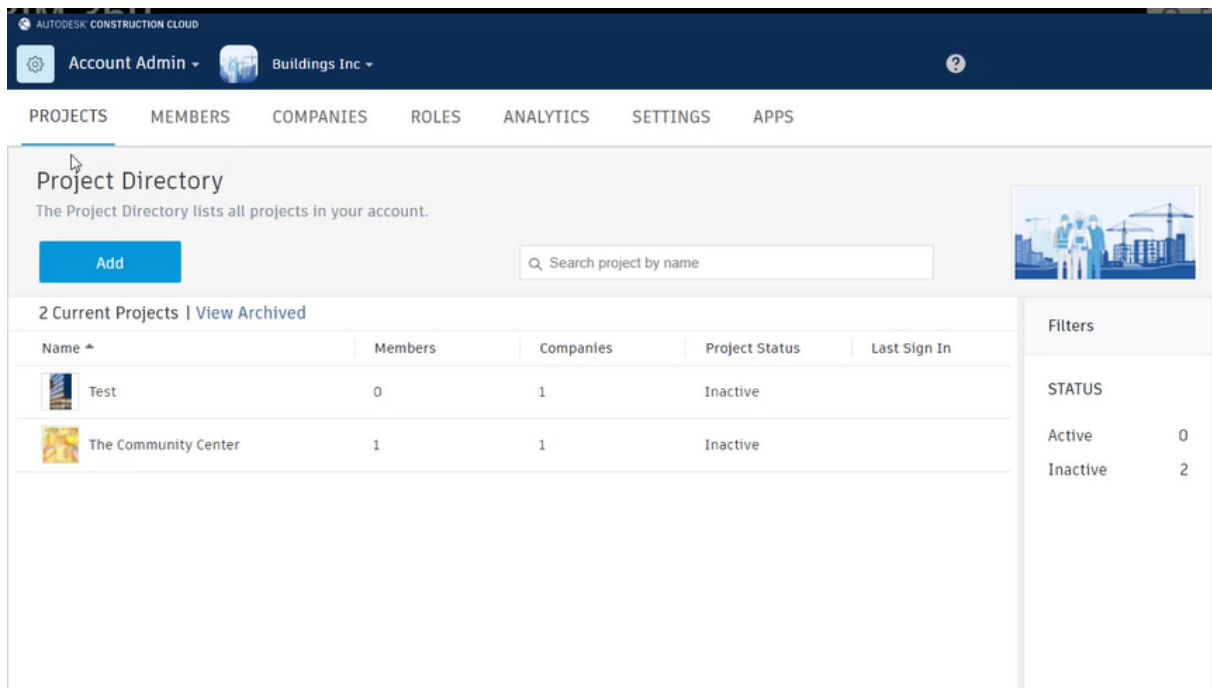 AUTODESK CONSTRUCTION CLOUD
Account Admin Buildings Inc
PROJECTS MEMBERS COMPANIES ROLES ANALYTICS SETTINGS APPS
Project Directory
The Project Directory lists all projects in your account.
Add Search project by name
2 Current Projects | View Archived
Filters
Name Members Companies Project Status Last Sign In
Test 0 1 Inactive
STATUS
The Community Center 1 1 Inactive
Active 0
Inactive 2